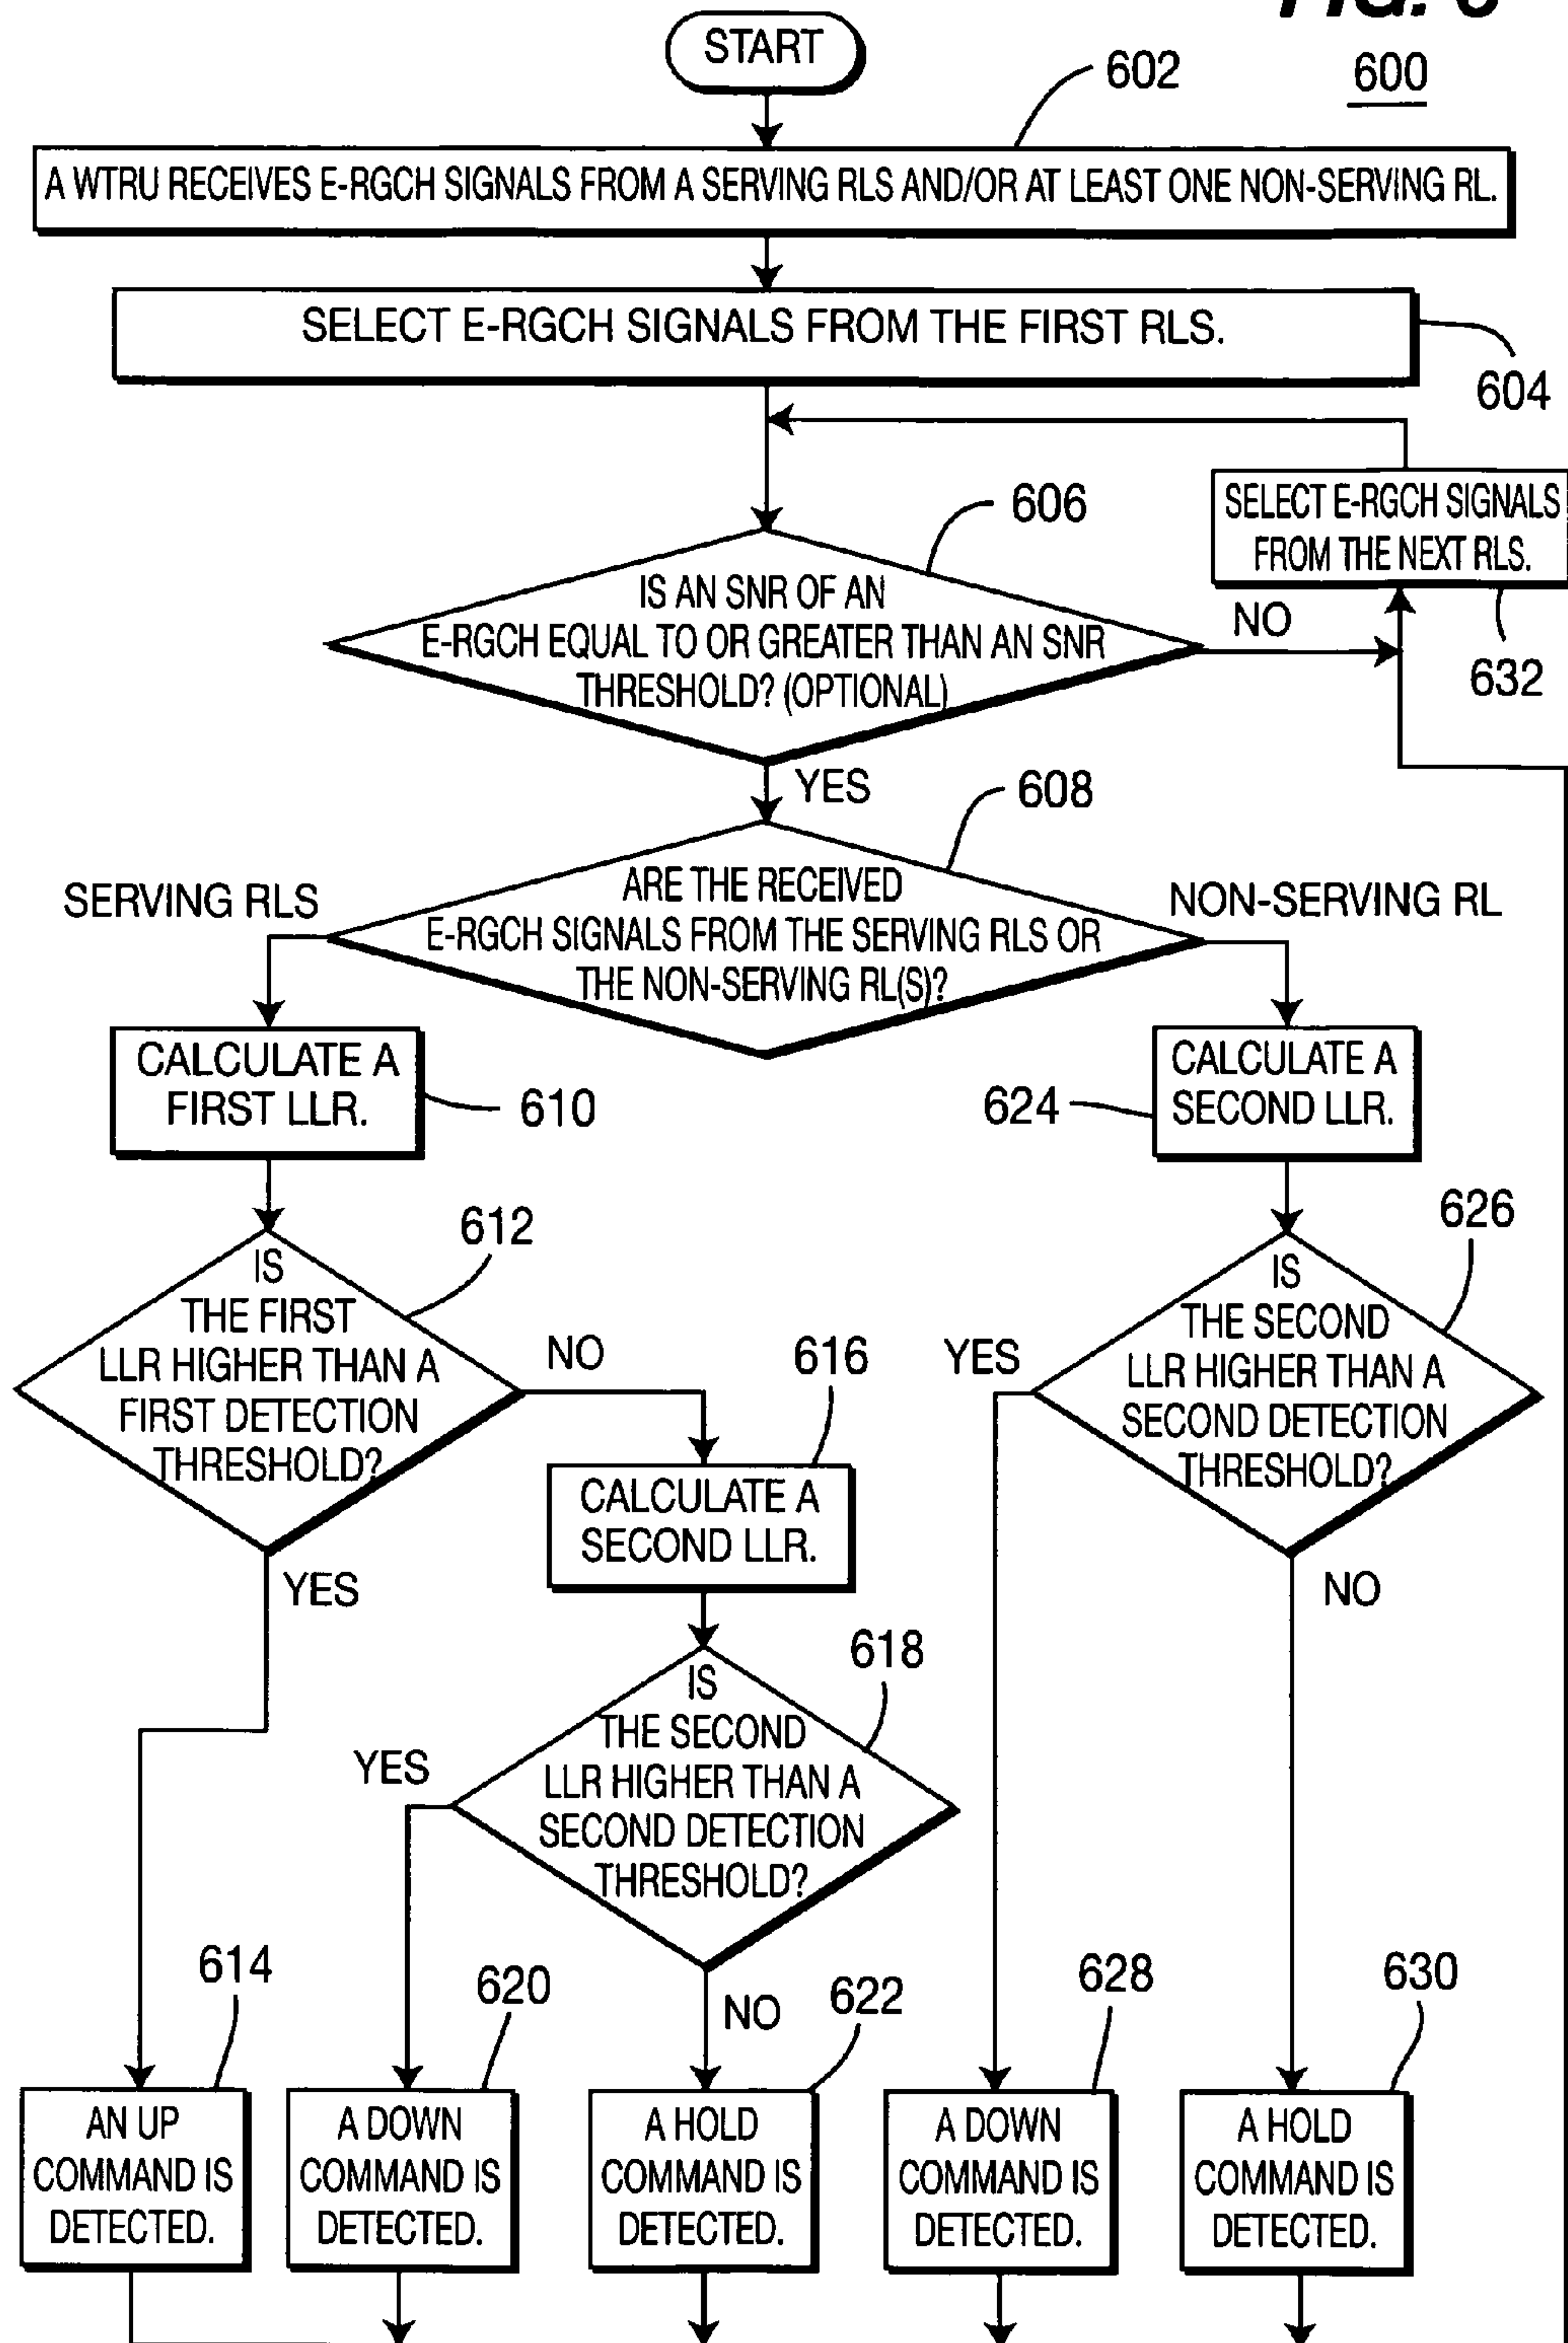 START
602
600
A WTRU RECEIVES E-RGCH SIGNALS FROM A SERVING RLS AND/OR AT LEAST ONE NON-SERVING RL.
SELECT E-RGCH SIGNALS FROM THE FIRST RLS.
604
606
SELECT E-RGCH SIGNALS
FROM THE NEXT RLS.
632
IS AN SNR OF AN
E-RGCH EQUAL TO OR GREATER THAN AN SNR
THRESHOLD? (OPTIONAL)
NO
YES
608
SERVING RLS
ARE THE RECEIVED
E-RGCH SIGNALS FROM THE SERVING RLS OR
THE NON-SERVING RL(S)?
NON-SERVING RL
CALCULATE A
FIRST LLR.
610
624
CALCULATE A
SECOND LLR.
612
IS
THE FIRST
LLR HIGHER THAN A
FIRST DETECTION
THRESHOLD?
NO
YES
616
CALCULATE A
SECOND LLR.
626
IS
THE SECOND
LLR HIGHER THAN A
SECOND DETECTION
THRESHOLD?
YES
NO
618
IS
THE SECOND
LLR HIGHER THAN A
SECOND DETECTION
THRESHOLD?
YES
NO
614
AN UP
COMMAND IS
DETECTED.
620
A DOWN
COMMAND IS
DETECTED.
622
A HOLD
COMMAND IS
DETECTED.
628
A DOWN
COMMAND IS
DETECTED.
630
A HOLD
COMMAND IS
DETECTED.